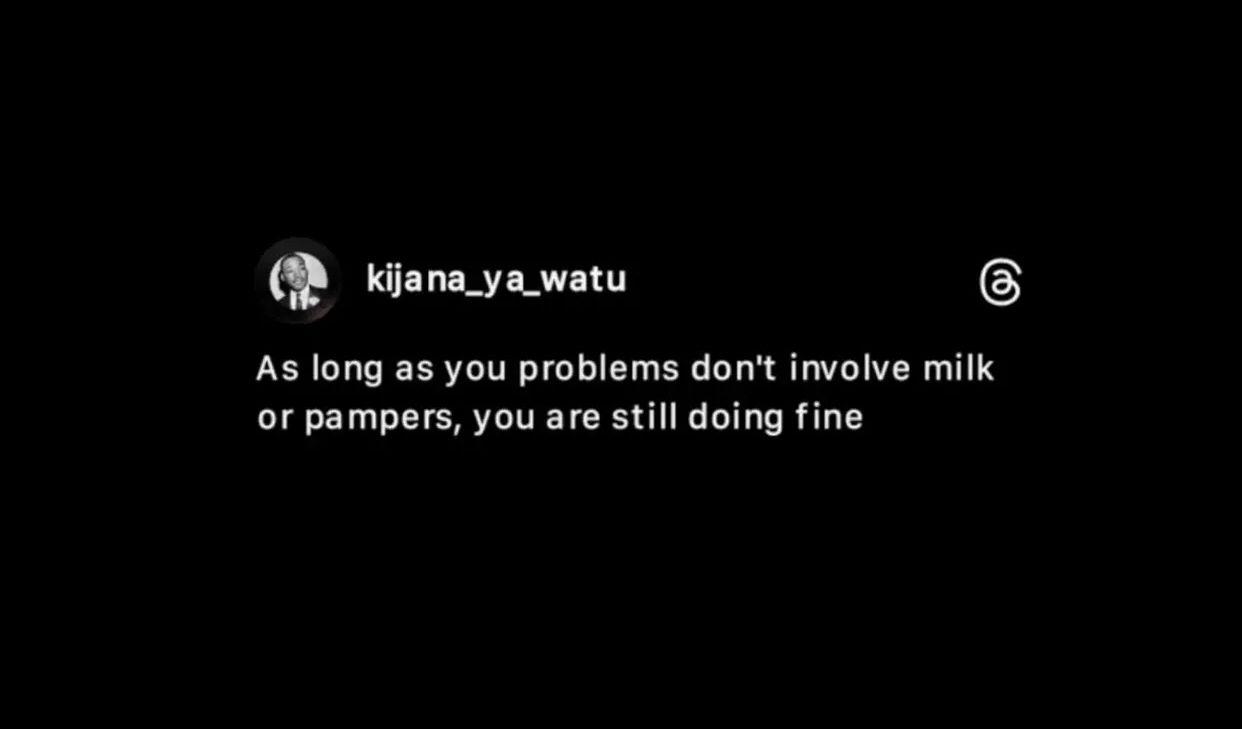 kijana_ya_watu
As long as you problems don't involve milk
or pampers, you are still doing fine